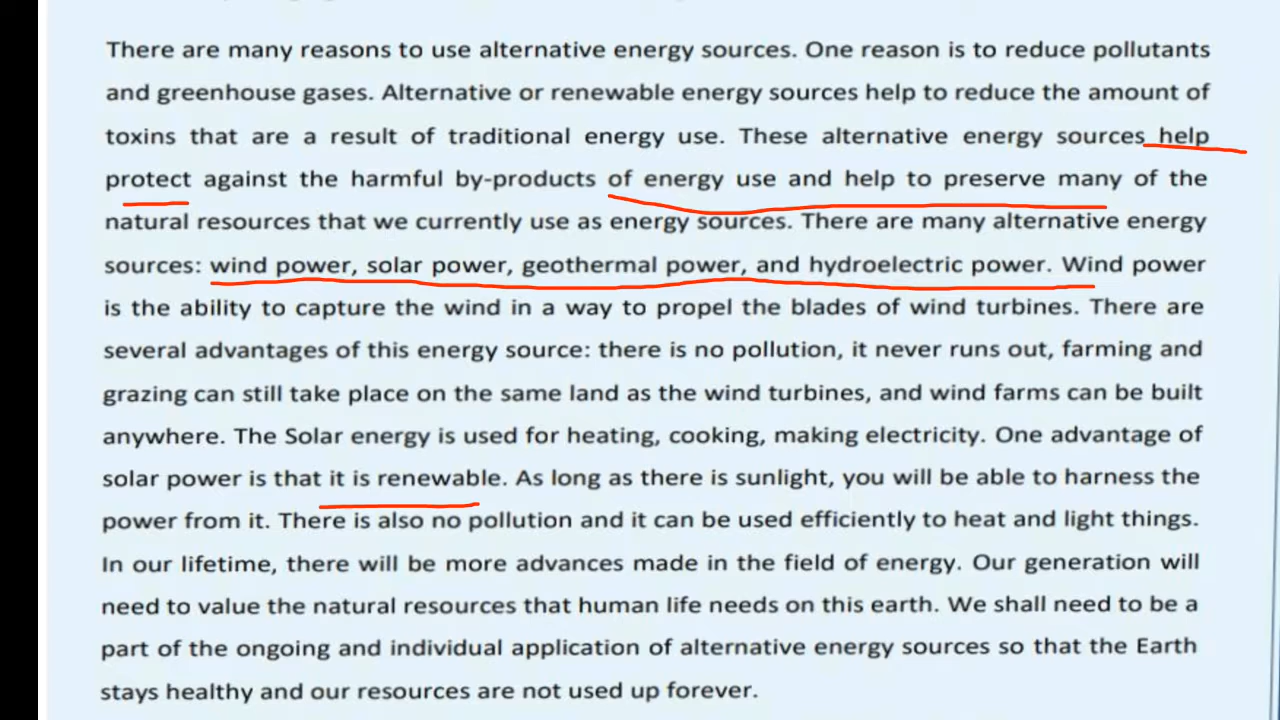 There are many reasons to use alternative energy sources. One reason is to reduce pollutants
and greenhouse gases. Alternative or renewable energy sources help to reduce the amount of
toxins that are a result of traditional energy use. These alternative energy sources help
protect against the harmful by-products of energy use and help to preserve many of the
natural resources that we currently use as energy sources. There are many alternative energy
sources: wind power, solar power, geothermal power, and hydroelectric power. Wind power
is the ability to capture the wind in a way to propel the blades of wind turbines. There are
several advantages of this energy source: there is no pollution, it never runs out, farming and
grazing can still take place on the same land as the wind turbines, and wind farms can be built
anywhere. The Solar energy is used for heating, cooking, making electricity. One advantage of
solar power is that it is renewable. As long as there is sunlight, you will be able to harness the
power from it. There is also no pollution and it can be used efficiently to heat and light things.
In our lifetime, there will be more advances made in the field of energy. Our generation will
need to value the natural resources that human life needs on this earth. We shall need to be a
part of the ongoing and individual application of alternative energy sources so that the Earth
stays healthy and our resources are not used up forever.